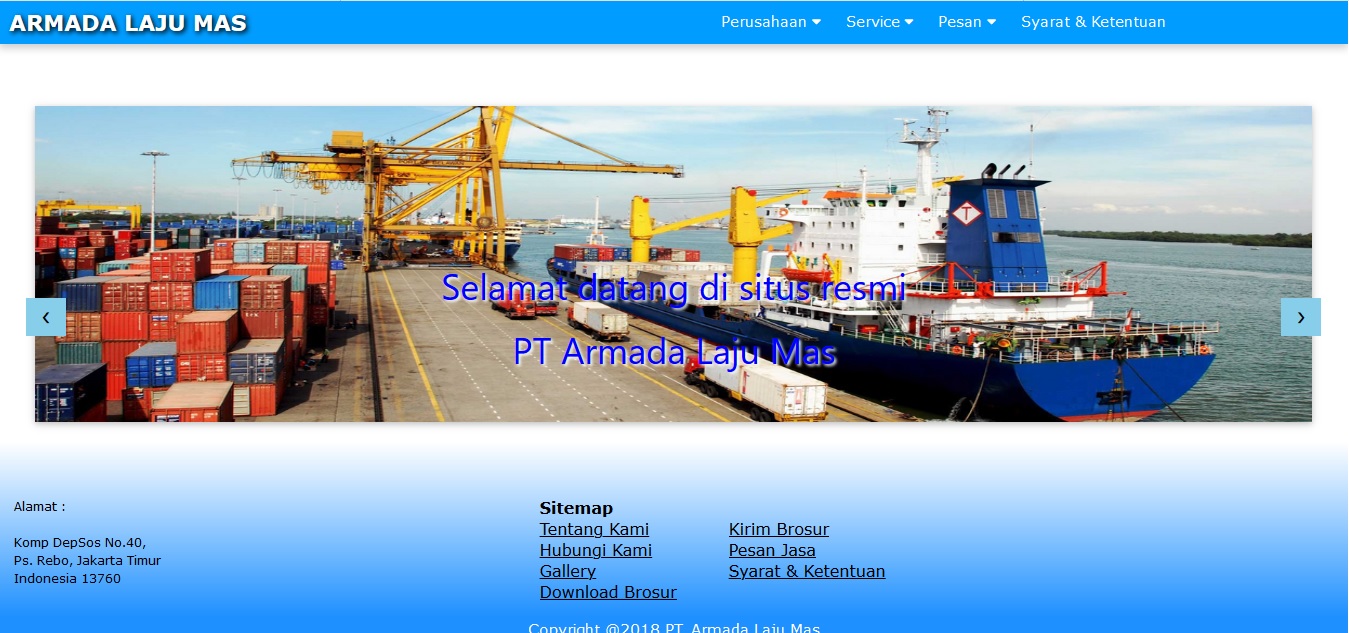 ARMADA LAJU MAS
Perusahaan Service Pesan Syarat & Ketentuan
T
Selamat datang di situs resmi
PT Armada Laju Mas
Alamat :
Komp DepSos No.40,
Ps. Rebo, Jakarta Timur
Indonesia 13760
Sitemap
Tentang Kami
Hubungi Kami
Gallery
Download Brosur
Kirim Brosur
Pesan Jasa
Syarat & Ketentuan
Copyright @2018 PT. Armada Laju Mas